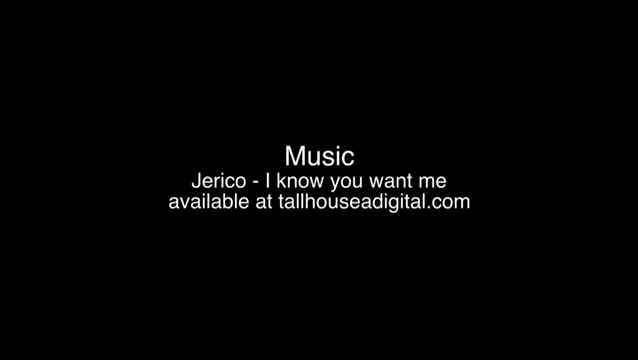 Music
Jerico - I know you want me
available at tallhouseadigital.com